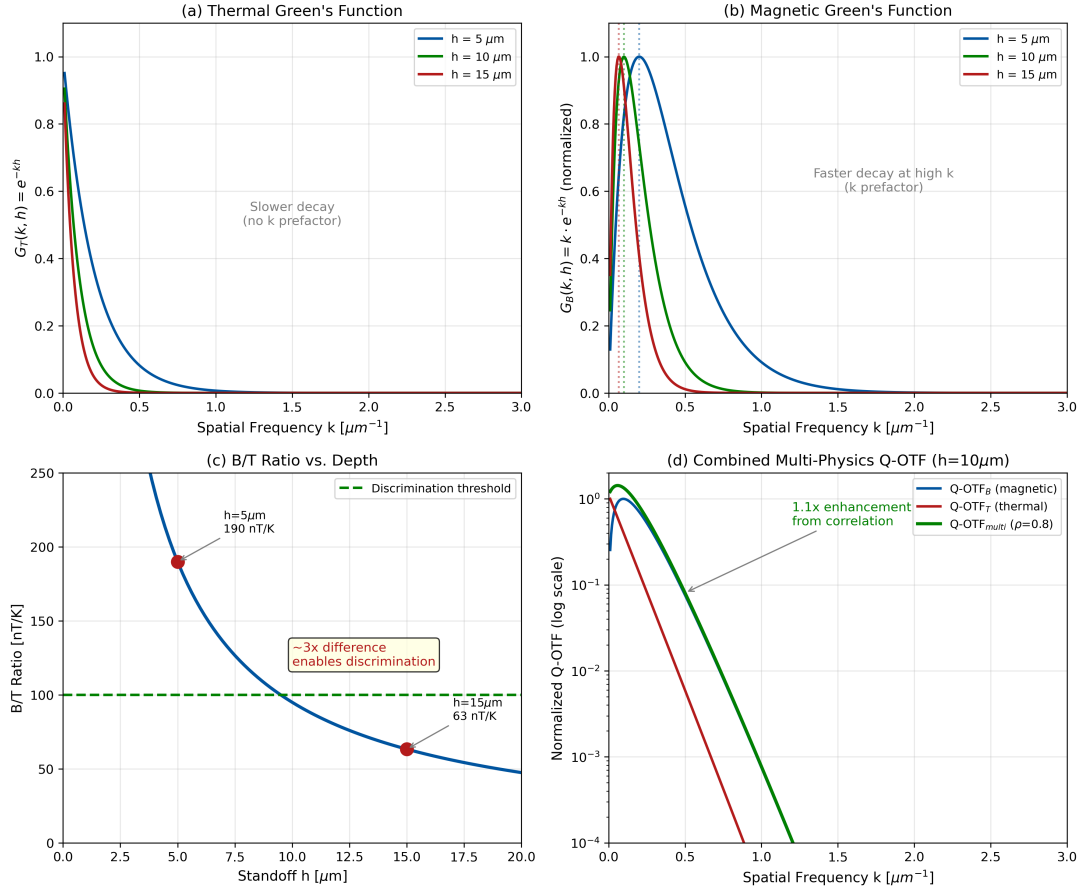 (a) Thermal Green's Function
G_T(k, h) = e^{-kh}
1.0
0.8
0.6
0.4
0.2
0.0
h = 5 μm
h = 10 μm
h = 15 μm
Slower decay
(no k prefactor)
0.0 0.5 1.0 1.5 2.0 2.5 3.0
Spatial Frequency k [μm⁻¹]
(b) Magnetic Green's Function
G_B(k, h) = k · e^{-kh} (normalized)
1.0
0.8
0.6
0.4
0.2
0.0
h = 5 μm
h = 10 μm
h = 15 μm
Faster decay at high k
(k prefactor)
0.0 0.5 1.0 1.5 2.0 2.5 3.0
Spatial Frequency k [μm⁻¹]
(c) B/T Ratio vs. Depth
B/T Ratio [nT/K]
250
200
150
100
50
0
Discrimination threshold
h=5μm
190 nT/K
~3x difference
enables discrimination
h=15μm
63 nT/K
0.0 2.5 5.0 7.5 10.0 12.5 15.0 17.5 20.0
Standoff h [μm]
(d) Combined Multi-Physics Q-OTF (h=10μm)
Normalized Q-OTF (log scale)
10⁰
10⁻¹
10⁻²
10⁻³
10⁻⁴
1.1x enhancement
from correlation
Q-OTF_B (magnetic)
Q-OTF_T (thermal)
Q-OTF_multi (ρ=0.8)
0.0 0.5 1.0 1.5 2.0 2.5 3.0
Spatial Frequency k [μm⁻¹]